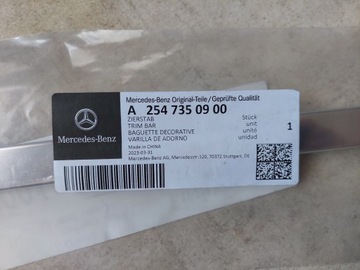 Mercedes-Benz Original-Teile/Geprüfte Qualität
A 254 735 09 00
ZIERSTAB
TRIM BAR
BAGUETTE DECORATIVE
VARILLA DE ADORNO
Stück
unit
unité
unidad
1
Made in CHINA
2023-03-31
Mercedes-Benz AG, Mercedesstr.120, 70372 Stuttgart, DE
Mercedes-Benz